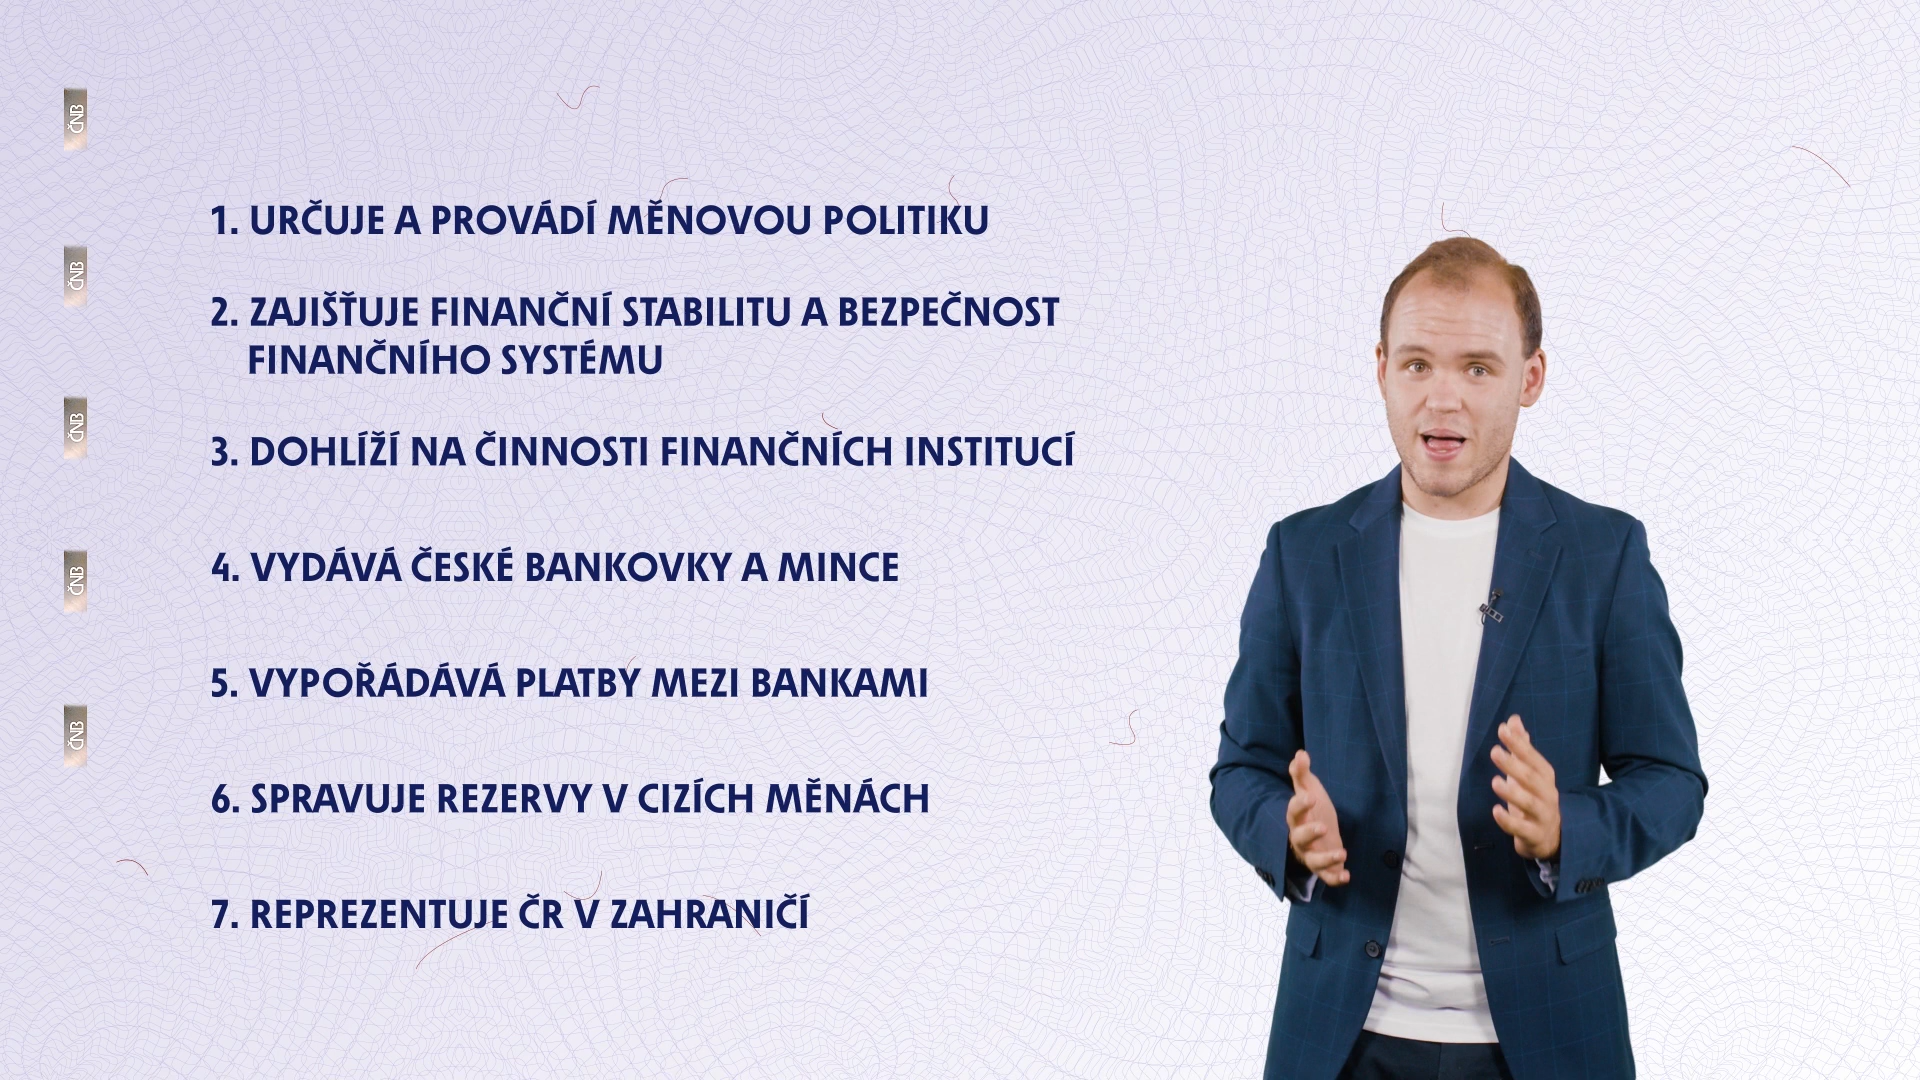 ČNB
ČNB
ČNB
ČNB
ČNB
1. URČUJE A PROVÁDÍ MĚNOVOU POLITIKU
2. ZAJIŠŤUJE FINANČNÍ STABILITU A BEZPEČNOST
FINANČNÍHO SYSTÉMU
3. DOHLÍŽÍ NA ČINNOSTI FINANČNÍCH INSTITUCÍ
4. VYDÁVÁ ČESKÉ BANKOVKY A MINCE
5. VYPOŘÁDÁVÁ PLATBY MEZI BANKAMI
6. SPRAVUJE REZERVY V CIZÍCH MĚNÁCH
7. REPREZENTUJE ČR V ZAHRANIČÍ